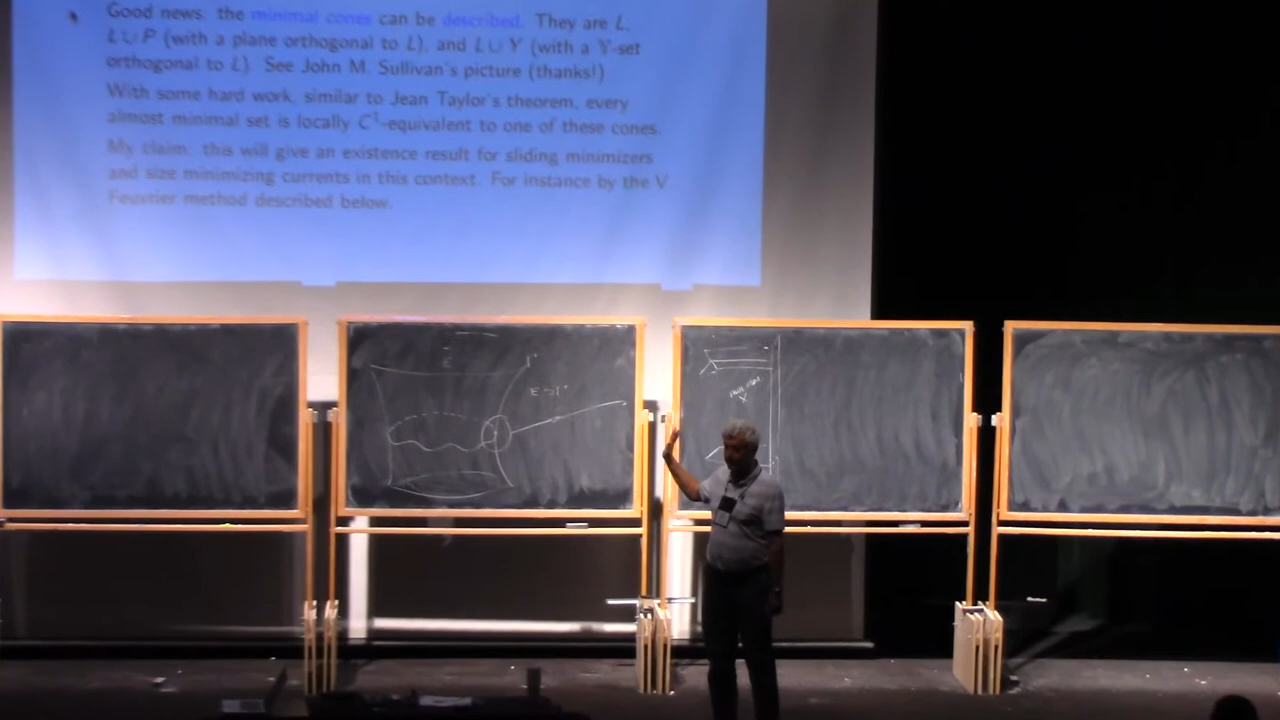 Good news: the minimal cones can be described. They are L,
L ∪ P (with a plane orthogonal to L), and L ∪ Y (with a Y-set
orthogonal to L). See John M. Sullivan's picture (thanks!)
With some hard work, similar to Jean Taylor's theorem, every
almost minimal set is locally C¹-equivalent to one of these cones.
My claim: this will give an existence result for sliding minimizers
and size minimizing currents in this context. For instance by the V
Feuvrier method described below.
E
Γ
E ⊃ Γ
Y